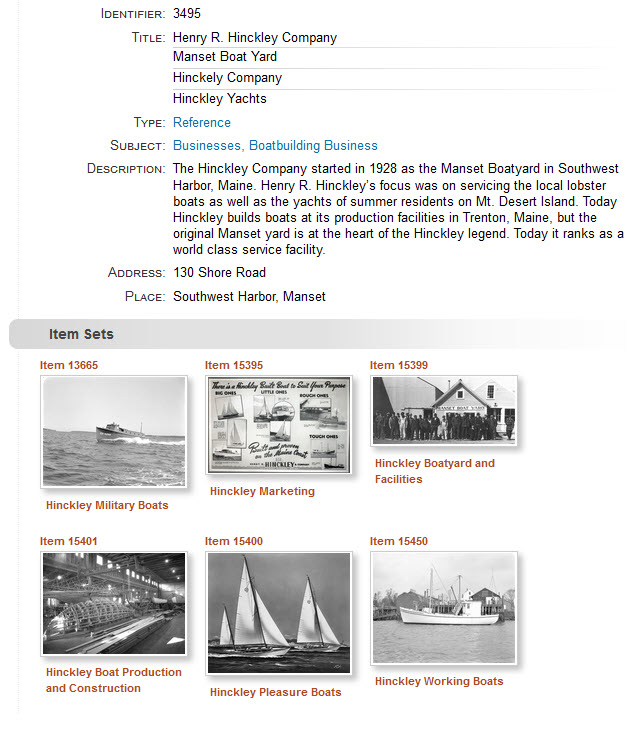 IDENTIFIER: 3495
TITLE: Henry R. Hinckley Company
Manset Boat Yard
Hinckely Company
Hinckley Yachts
TYPE: Reference
SUBJECT: Businesses, Boatbuilding Business
DESCRIPTION: The Hinckley Company started in 1928 as the Manset Boatyard in Southwest
Harbor, Maine. Henry R. Hinckley's focus was on servicing the local lobster
boats as well as the yachts of summer residents on Mt. Desert Island. Today
Hinckley builds boats at its production facilities in Trenton, Maine, but the
original Manset yard is at the heart of the Hinckley legend. Today it ranks as a
world class service facility.
ADDRESS: 130 Shore Road
PLACE: Southwest Harbor, Manset
Item Sets
Item 13665
Item 15395
Item 15399
There is a Hinckley Built Boat to Suit Your Purpose
BIG ONES
LITTLE ONES
ROUGH ONES
TOUGH ONES
Built and proven
on the Maine Coast
HENRY R. HINCKLEY & COMPANY
MANSET BOAT YARD
Hinckley Military Boats
Hinckley Marketing
Hinckley Boatyard and
Facilities
Item 15401
Item 15400
Item 15450
Hinckley Boat Production
and Construction
Hinckley Pleasure Boats
Hinckley Working Boats